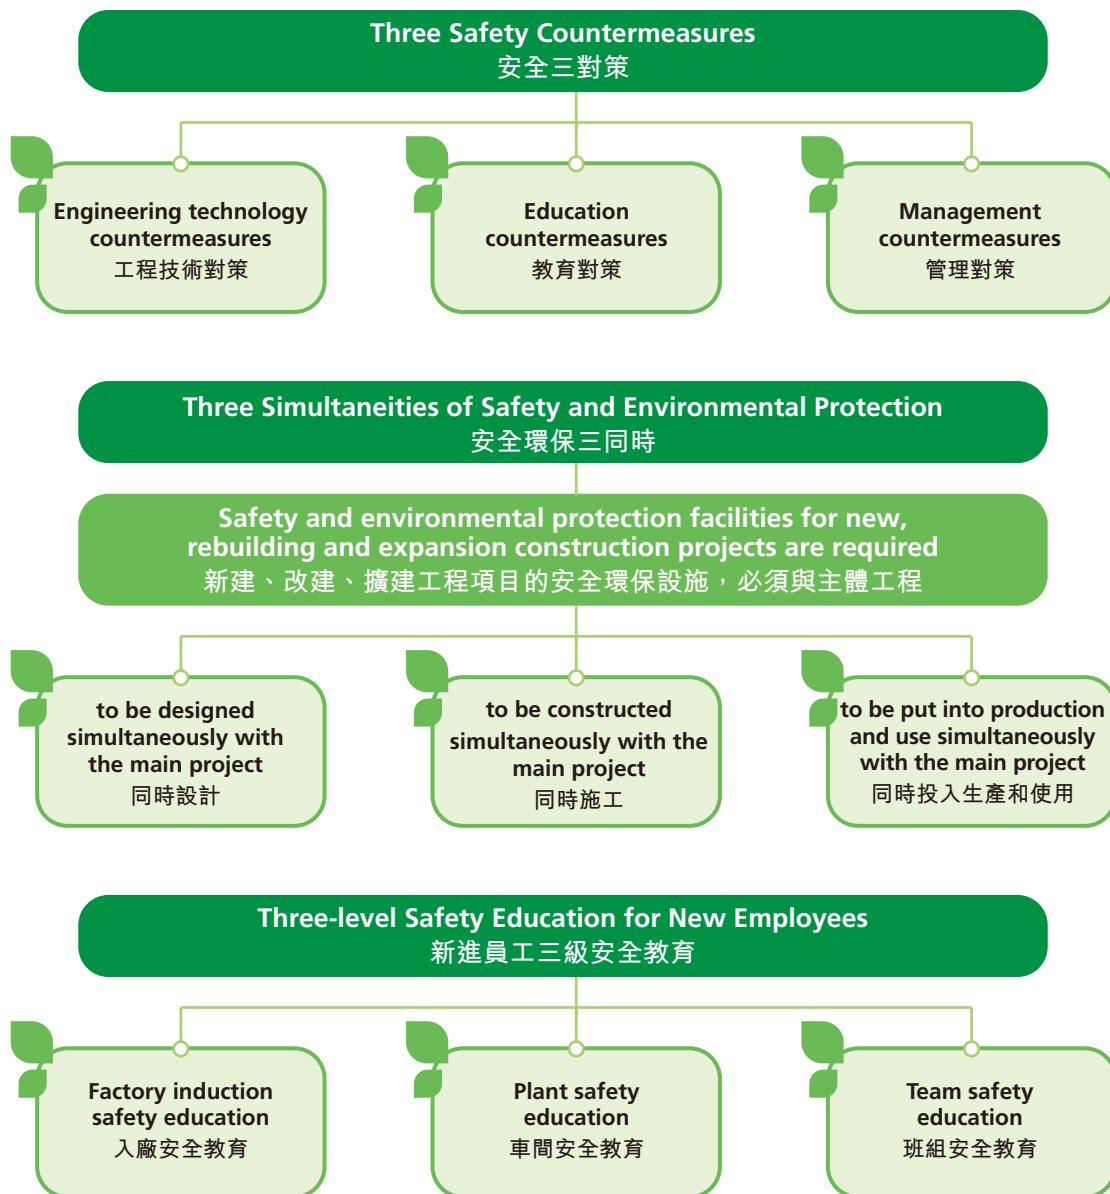 Three Safety Countermeasures
安全三對策
Engineering technology
countermeasures
工程技術對策
Education
countermeasures
教育對策
Management
countermeasures
管理對策
Three Simultaneities of Safety and Environmental Protection
安全環保三同時
Safety and environmental protection facilities for new,
rebuilding and expansion construction projects are required
新建、改建、擴建工程項目的安全環保設施，必須與主體工程
to be designed
simultaneously with
the main project
同時設計
to be constructed
simultaneously with the
main project
同時施工
to be put into production
and use simultaneously
with the main project
同時投入生產和使用
Three-level Safety Education for New Employees
新進員工三級安全教育
Factory induction
safety education
入廠安全教育
Plant safety
education
車間安全教育
Team safety
education
班組安全教育